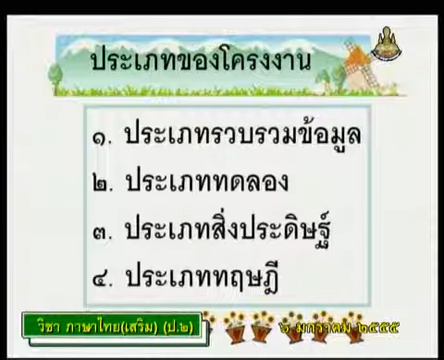 ประเภทของโครงงาน
๑. ประเภทรวบรวมข้อมูล
๒. ประเภททดลอง
๓. ประเภทสิ่งประดิษฐ์
๔. ประเภททฤษฎี
วิชา ภาษาไทย(เสริม) (ป.๒)
๖ มกราคม ๒๕๕๕